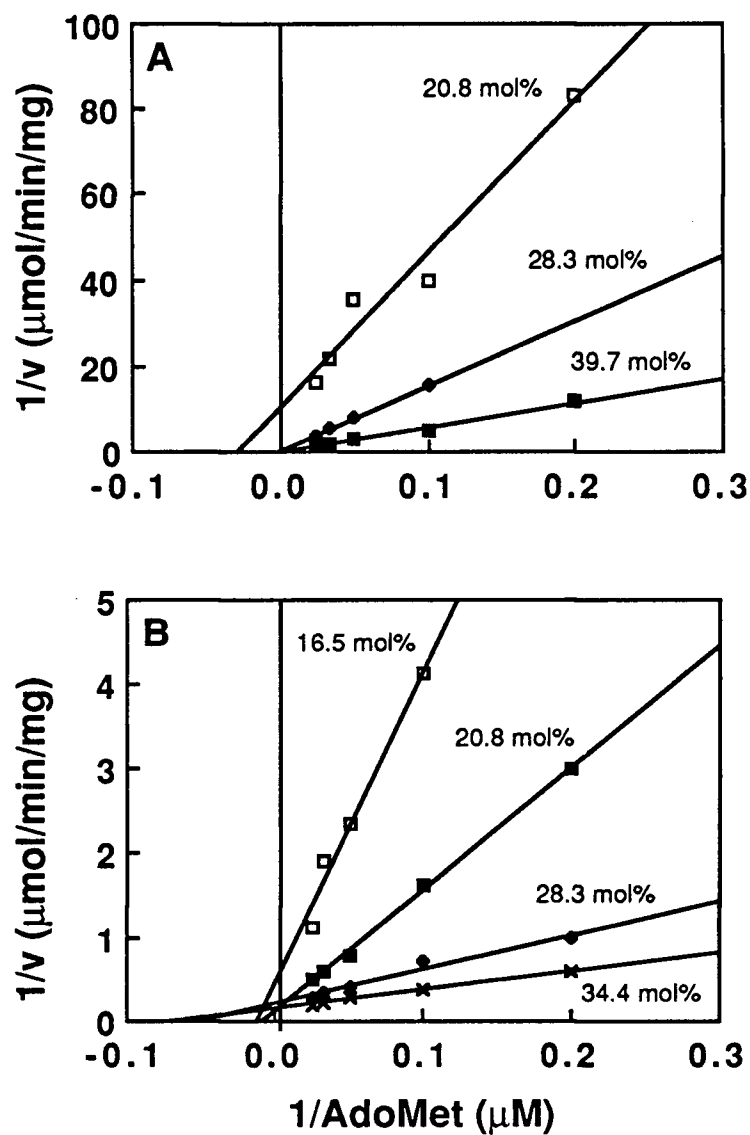 A
1/v (μmol/min/mg)
100
80
60
40
20
0
20.8 mol%
28.3 mol%
39.7 mol%
-0.1 0.0 0.1 0.2 0.3
B
1/v (μmol/min/mg)
5
4
3
2
1
0
16.5 mol%
20.8 mol%
28.3 mol%
34.4 mol%
-0.1 0.0 0.1 0.2 0.3
1/AdoMet (μM)